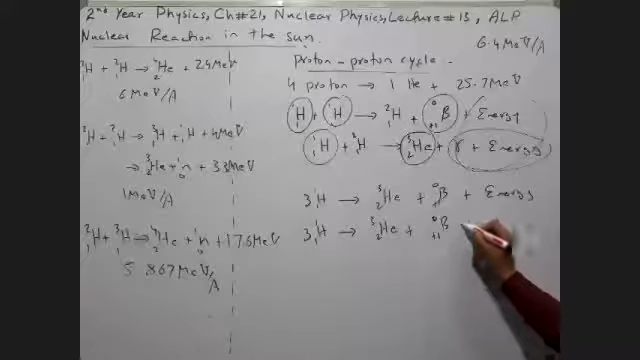 2nd Year Physics, Ch#21, Nuclear Physics, Lecture # 15, ALP
Nuclear Reaction in the sun.
²₁H + ²₁H → ⁴₂He + 24MeV
6MeV/A
²₁H + ²₁H → ³₁H + ¹₁H + 4MeV
→ ³₂He + ¹₀n + 3.3MeV
1MeV/A
²₁H + ³₁H → ⁴₂He + ¹₀n + 17.6MeV
5.867MeV/A
6.4MeV/A
proton-proton cycle.
4 proton → 1 He + 25.7MeV
¹₁H + ¹₁H → ²₁H + ⁰₊₁β + Energy
¹₁H + ²₁H → ³₂He + γ + Energy
3 ¹₁H → ³₂He + ⁰₊₁β + Energy
3 ¹₁H → ³₂He + ⁰₊₁β